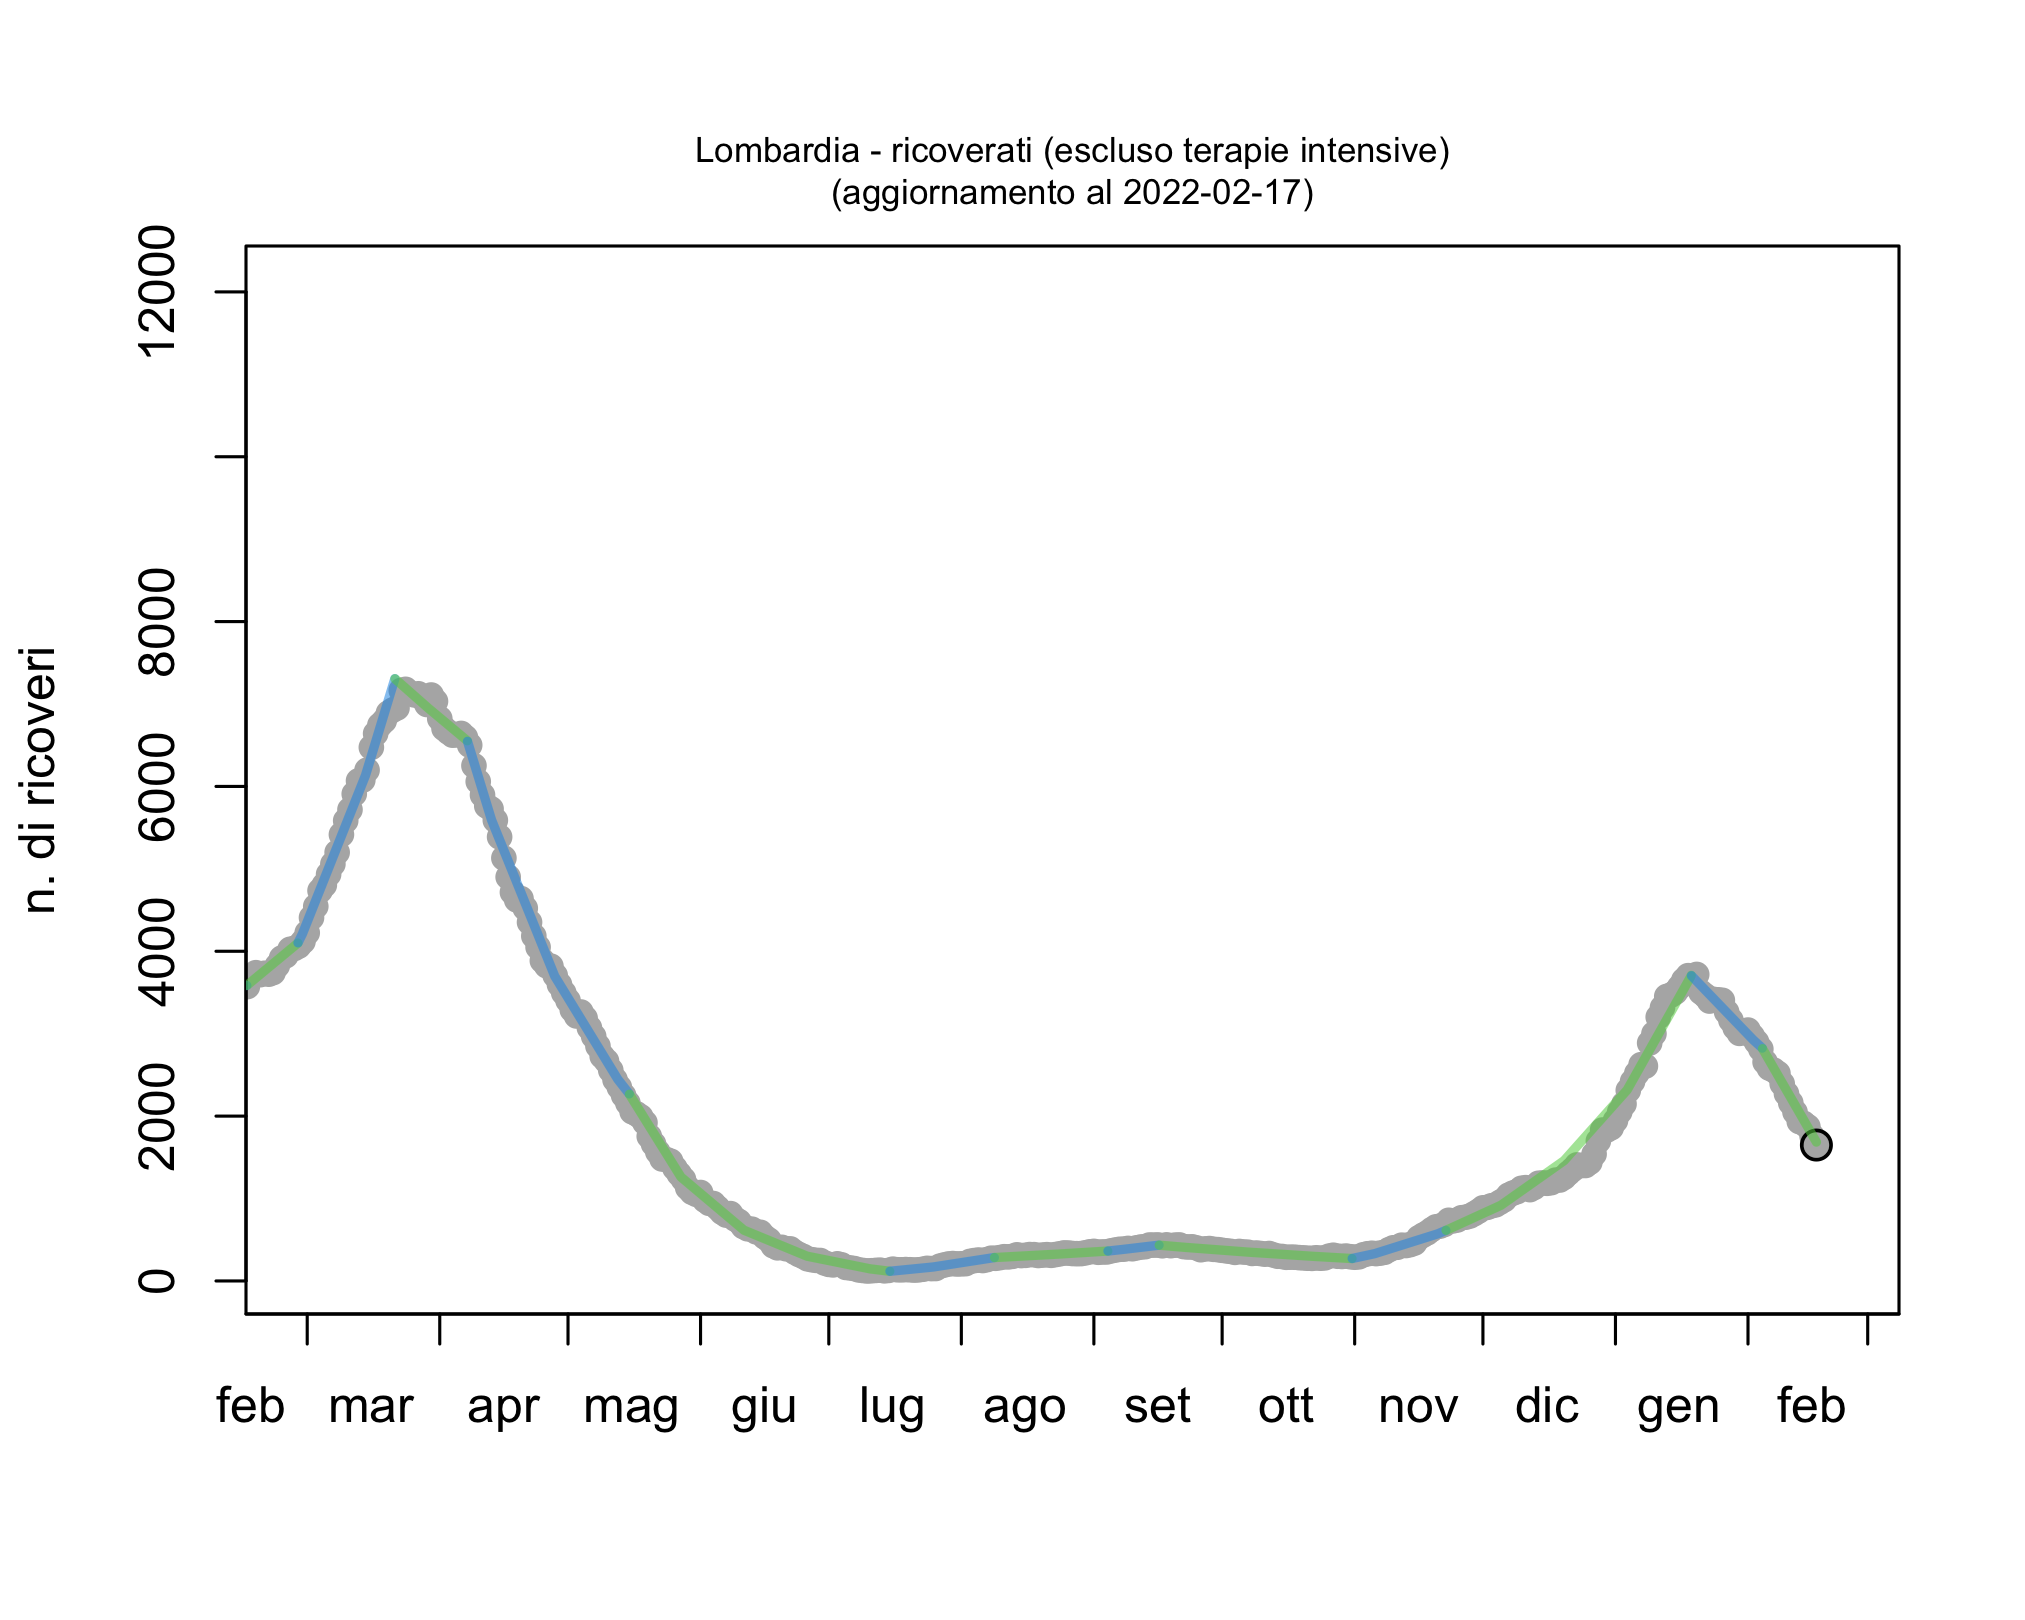 Lombardia - ricoverati (escluso terapie intensive)
(aggiornamento al 2022-02-17)
n. di ricoveri
12000
8000
6000
4000
2000
0
feb mar apr mag giu lug ago set ott nov dic gen feb